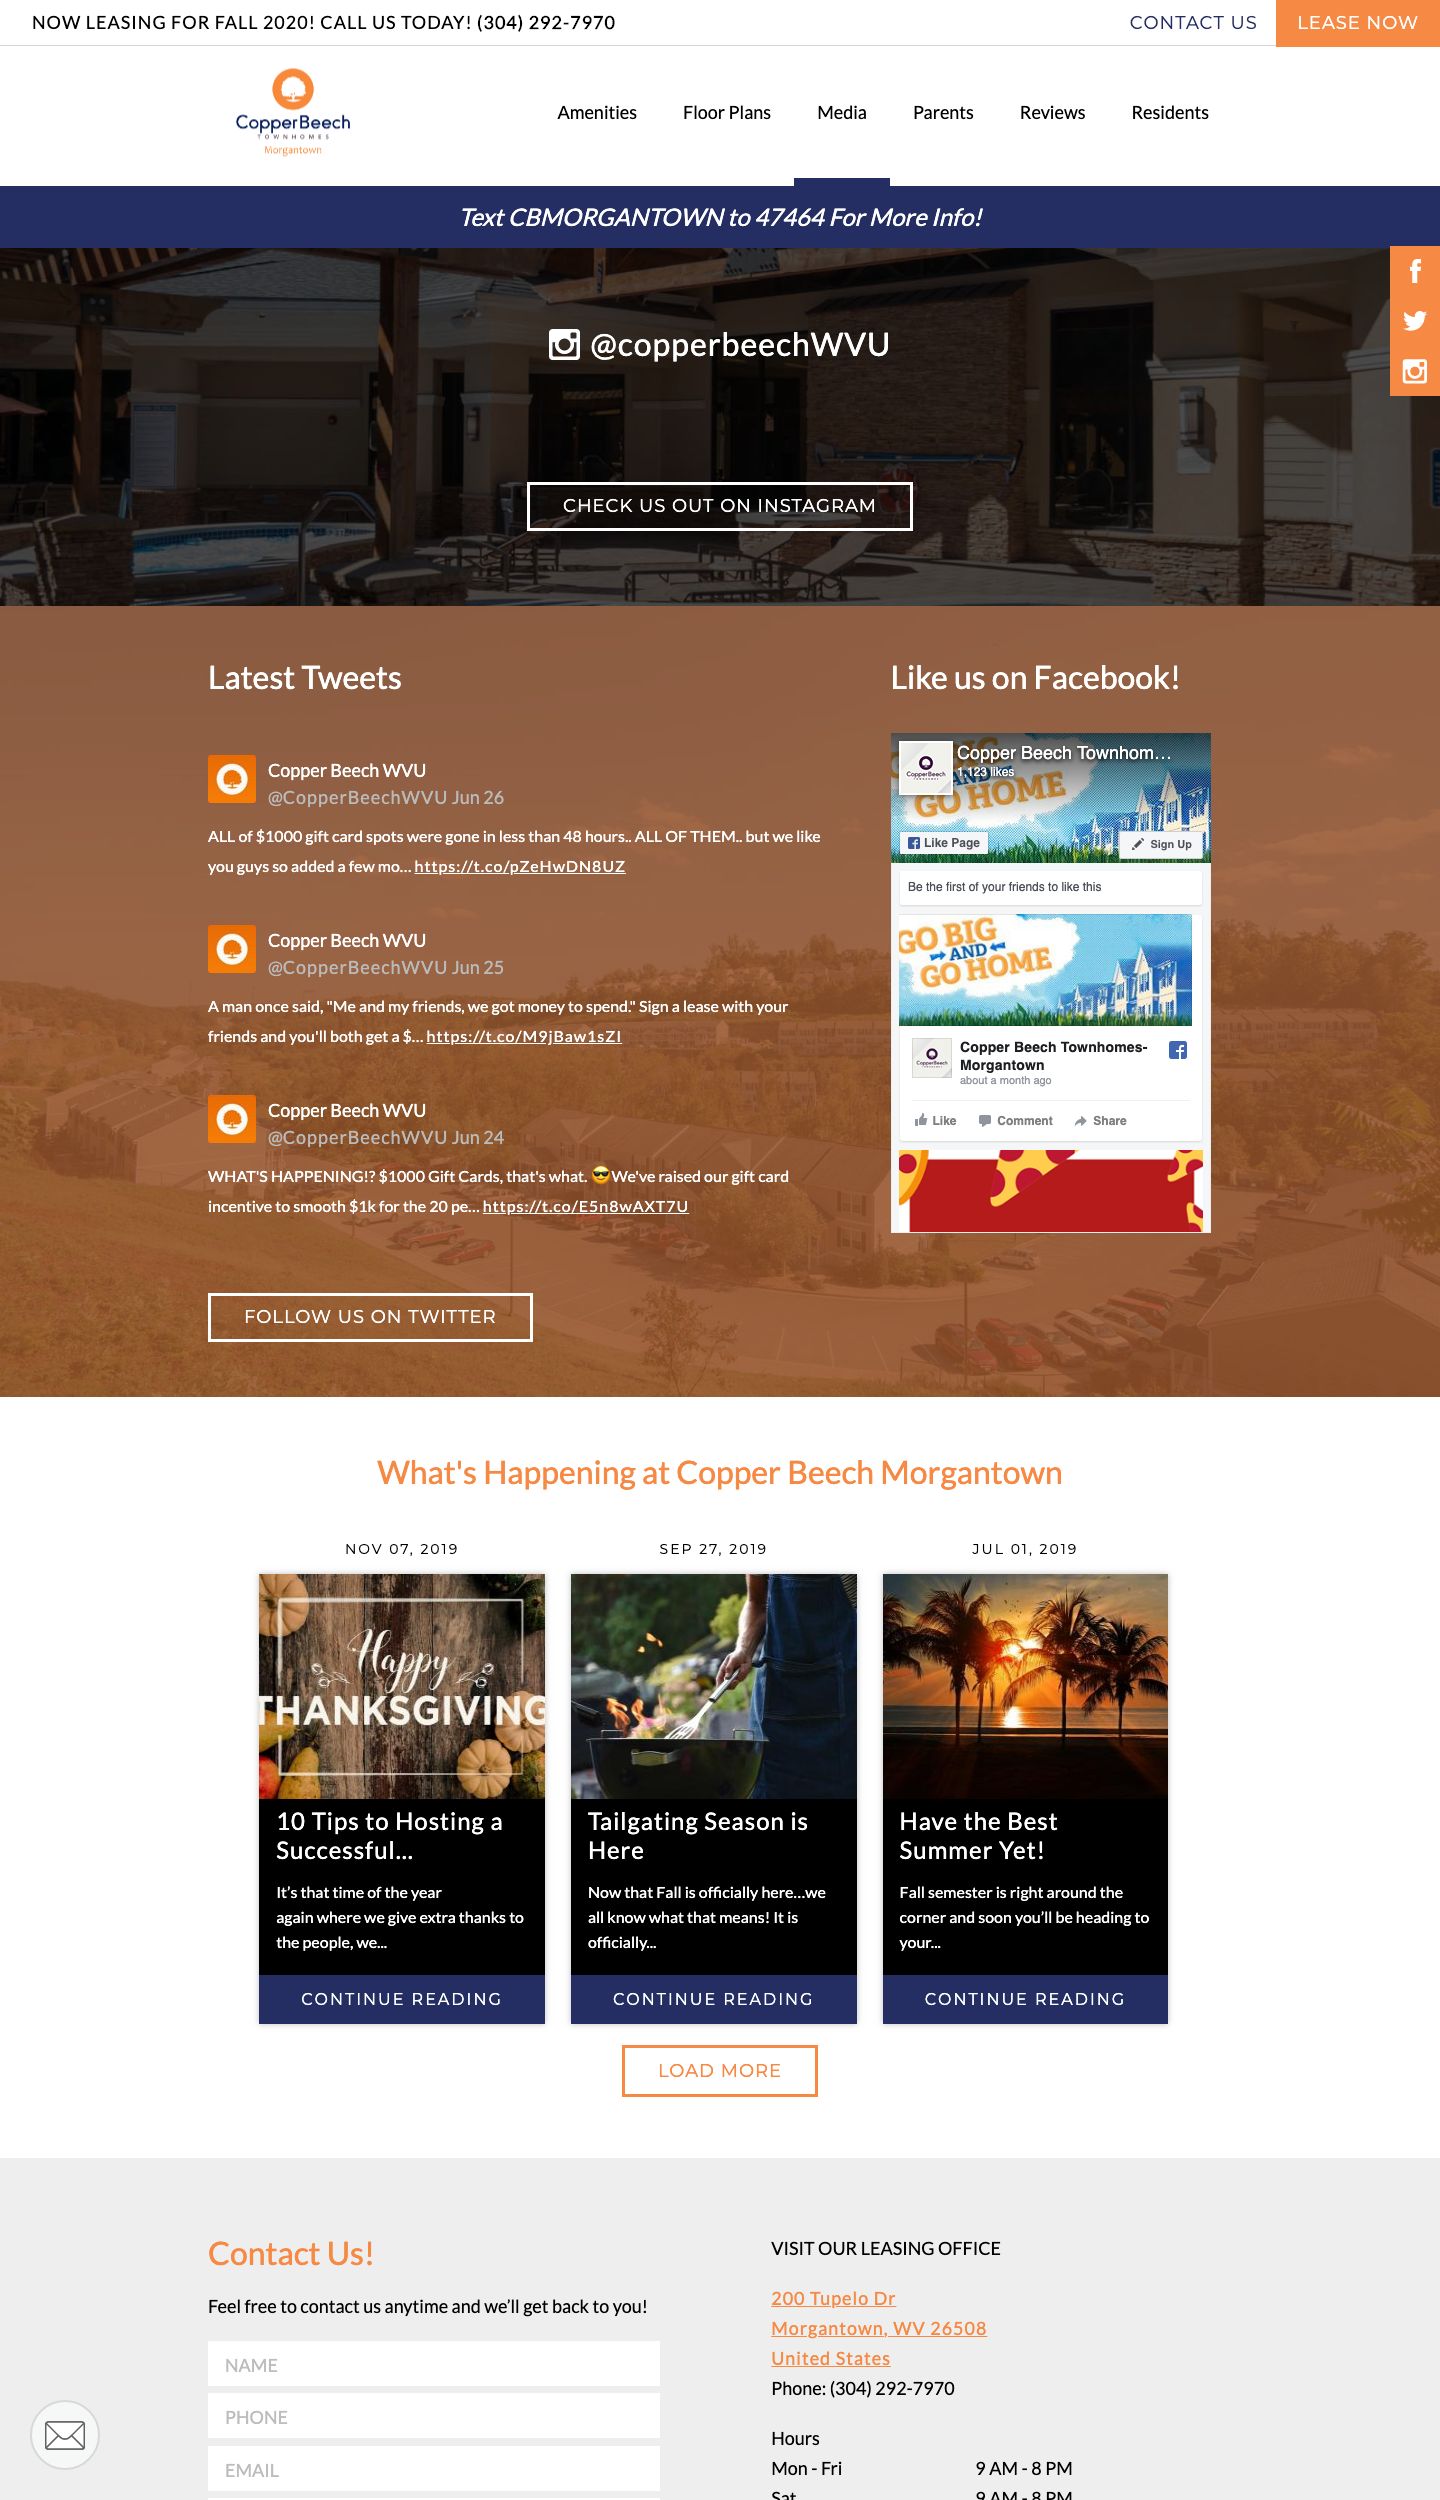 NOW LEASING FOR FALL 2020! CALL US TODAY! (304) 292-7970
CONTACT US
LEASE NOW
CopperBeech
TOWNHOMES
Morgantown
Amenities
Floor Plans
Media
Parents
Reviews
Residents
Text CBMORGANTOWN to 47464 For More Info!
@copperbeechWVU
CHECK US OUT ON INSTAGRAM
Latest Tweets
Copper Beech WVU
@CopperBeechWVU Jun 26
ALL of $1000 gift card spots were gone in less than 48 hours.. ALL OF THEM.. but we like
you guys so added a few mo... https://t.co/pZeHwDN8UZ
Copper Beech WVU
@CopperBeechWVU Jun 25
A man once said, "Me and my friends, we got money to spend." Sign a lease with your
friends and you'll both get a $... https://t.co/M9jBaw1sZI
Copper Beech WVU
@CopperBeechWVU Jun 24
WHAT'S HAPPENING!? $1000 Gift Cards, that's what. 😎We've raised our gift card
incentive to smooth $1k for the 20 pe... https://t.co/E5n8wAXT7U
FOLLOW US ON TWITTER
Like us on Facebook!
Copper Beech Townhom...
1,123 likes
CopperBeech
AND
GO HOME
Like Page
Sign Up
Be the first of your friends to like this
GO BIG
AND
GO HOME
CopperBeech
Copper Beech Townhomes-
Morgantown
about a month ago
Like
Comment
Share
What's Happening at Copper Beech Morgantown
NOV 07, 2019
Happy
THANKSGIVING
10 Tips to Hosting a
Successful...
It's that time of the year
again where we give extra thanks to
the people, we...
CONTINUE READING
SEP 27, 2019
Tailgating Season is
Here
Now that Fall is officially here...we
all know what that means! It is
officially...
CONTINUE READING
JUL 01, 2019
Have the Best
Summer Yet!
Fall semester is right around the
corner and soon you'll be heading to
your...
CONTINUE READING
LOAD MORE
Contact Us!
Feel free to contact us anytime and we'll get back to you!
NAME
PHONE
EMAIL
VISIT OUR LEASING OFFICE
200 Tupelo Dr
Morgantown, WV 26508
United States
Phone: (304) 292-7970
Hours
Mon - Fri 9 AM - 8 PM
Sat 9 AM - 8 PM